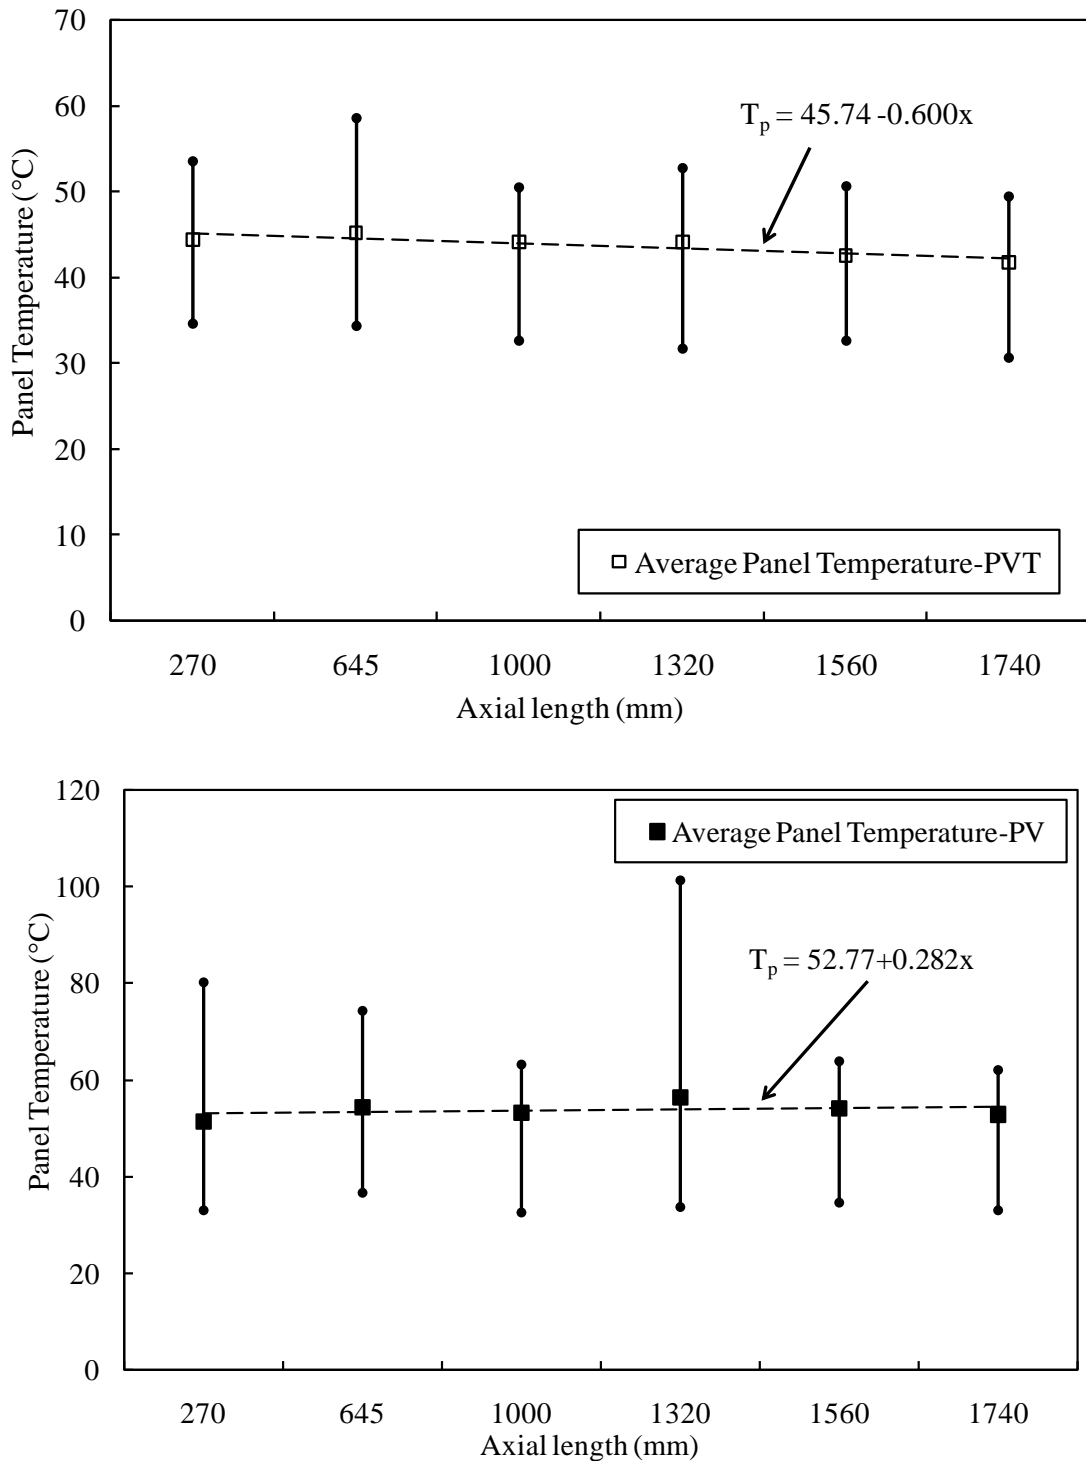 70
60
50
40
30
20
10
0
Panel Temperature (°C)
Tp = 45.74 -0.600x
Average Panel Temperature-PVT
270 645 1000 1320 1560 1740
Axial length (mm)
120
100
80
60
40
20
0
Panel Temperature (°C)
Average Panel Temperature-PV
Tp = 52.77+0.282x
270 645 1000 1320 1560 1740
Axial length (mm)